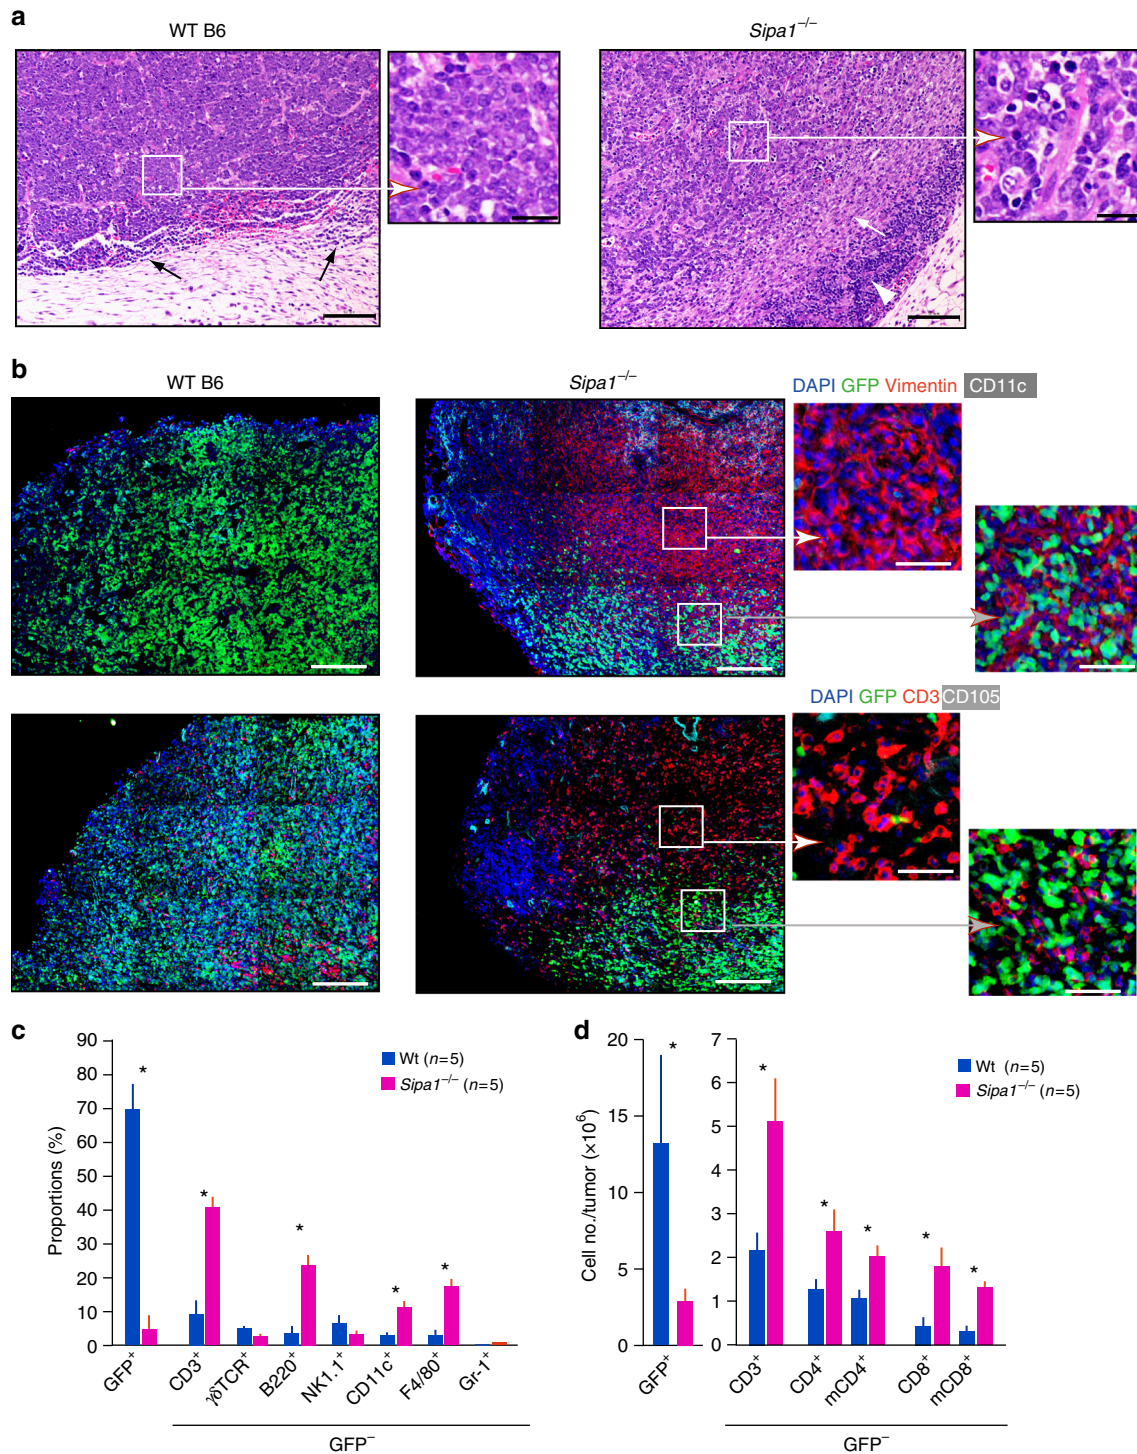 a
WT B6
Sipa1⁻/⁻
b
WT B6
Sipa1⁻/⁻
DAPI GFP Vimentin CD11c
DAPI GFP CD3 CD105
c
90
80
70
60
50
40
30
20
10
0
Proportions (%)
Wt (n=5)
Sipa1⁻/⁻ (n=5)
*
*
*
*
*
GFP⁺
CD3⁺
γδTCR⁺
B220⁺
NK1.1⁺
CD11c⁺
F4/80⁺
Gr-1⁺
GFP⁻
d
20
15
10
5
0
Cell no./tumor (×10⁶)
7
6
5
4
3
2
1
0
Wt (n=5)
Sipa1⁻/⁻ (n=5)
*
*
*
*
*
*
GFP⁺
CD3⁺
CD4⁺
mCD4⁺
CD8⁺
mCD8⁺
GFP⁻